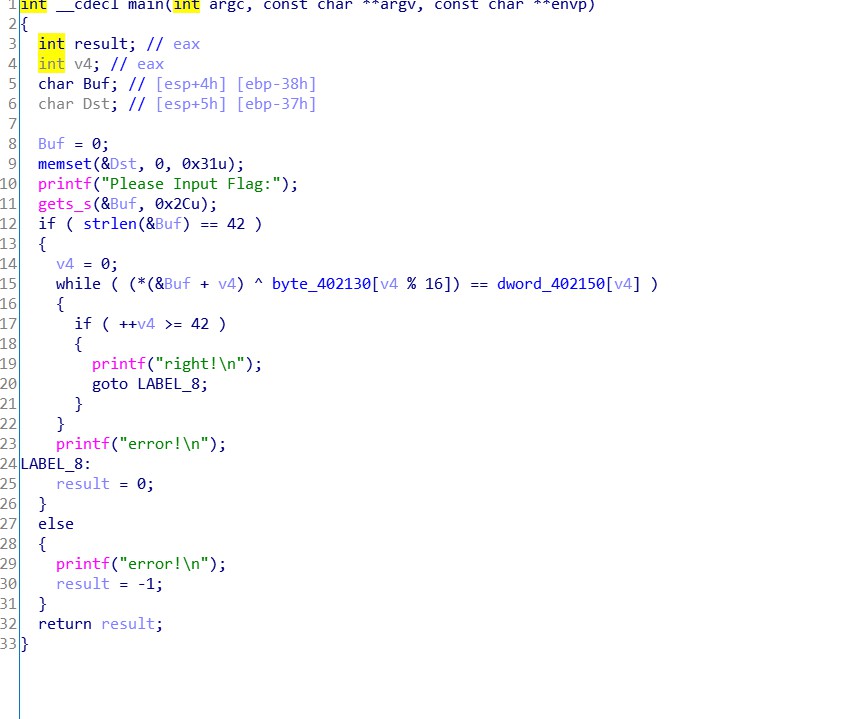 1 int __cdecl main(int argc, const char **argv, const char **envp)
2 {
3   int result; // eax
4   int v4; // eax
5   char Buf; // [esp+4h] [ebp-38h]
6   char Dst; // [esp+5h] [ebp-37h]
7
8   Buf = 0;
9   memset(&Dst, 0, 0x31u);
10   printf("Please Input Flag:");
11   gets_s(&Buf, 0x2Cu);
12   if ( strlen(&Buf) == 42 )
13   {
14     v4 = 0;
15     while ( (*(&Buf + v4) ^ byte_402130[v4 % 16]) == dword_402150[v4] )
16     {
17       if ( ++v4 >= 42 )
18       {
19         printf("right!\n");
20         goto LABEL_8;
21       }
22     }
23     printf("error!\n");
24 LABEL_8:
25     result = 0;
26   }
27   else
28   {
29     printf("error!\n");
30     result = -1;
31   }
32   return result;
33 }